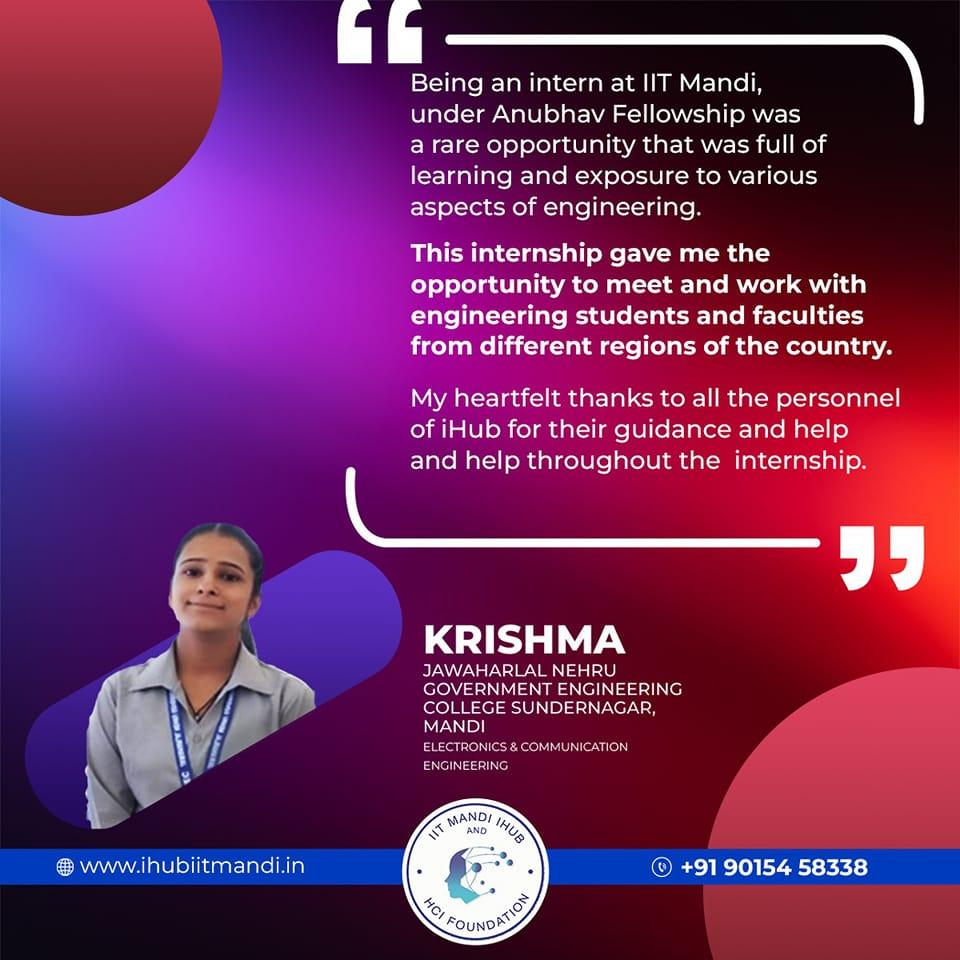 Being an intern at IIT Mandi,
under Anubhav Fellowship was
a rare opportunity that was full of
learning and exposure to various
aspects of engineering.
This internship gave me the
opportunity to meet and work with
engineering students and faculties
from different regions of the country.
My heartfelt thanks to all the personnel
of iHub for their guidance and help
and help throughout the internship.
KRISHMA
JAWAHARLAL NEHRU
GOVERNMENT ENGINEERING
COLLEGE SUNDERNAGAR,
MANDI
ELECTRONICS & COMMUNICATION
ENGINEERING
IIT MANDI IHUB
AND
HCI FOUNDATION
www.ihubiitmandi.in
+91 90154 58338